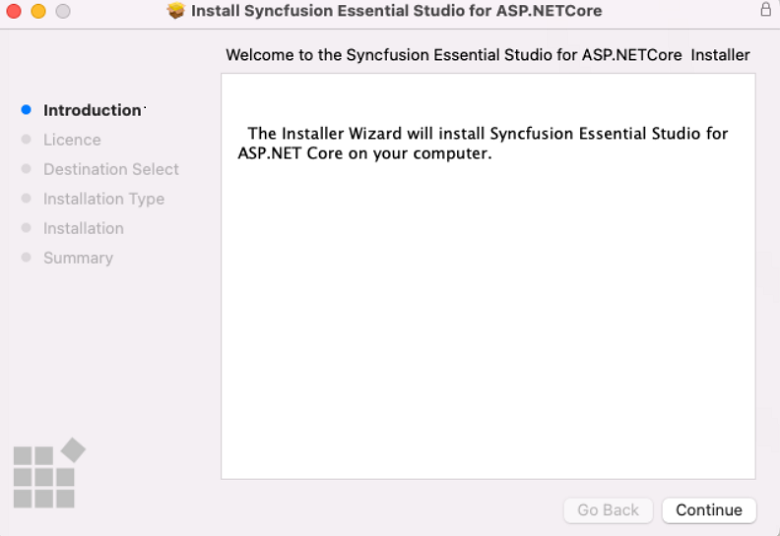 Install Syncfusion Essential Studio for ASP.NETCore
Welcome to the Syncfusion Essential Studio for ASP.NETCore Installer
Introduction
Licence
Destination Select
Installation Type
Installation
Summary
The Installer Wizard will install Syncfusion Essential Studio for
ASP.NET Core on your computer.
Go Back
Continue